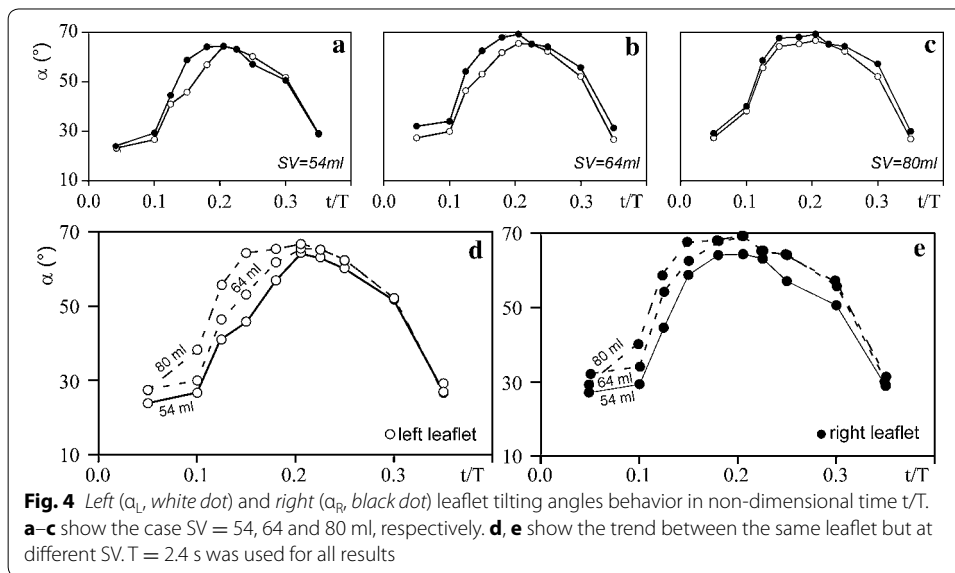 70
50
30
10
α (°)
a
SV=54ml
0.0 0.1 0.2 0.3 t/T
b
SV=64ml
0.0 0.1 0.2 0.3 t/T
c
SV=80ml
0.0 0.1 0.2 0.3 t/T
70
50
30
10
α (°)
d
80 ml
64 ml
54 ml
left leaflet
0.0 0.1 0.2 0.3 t/T
70
50
30
10
e
80 ml
64 ml
54 ml
right leaflet
0.0 0.1 0.2 0.3 t/T
Fig. 4 Left (αL, white dot) and right (αR, black dot) leaflet tilting angles behavior in non-dimensional time t/T.
a–c show the case SV = 54, 64 and 80 ml, respectively. d, e show the trend between the same leaflet but at
different SV. T = 2.4 s was used for all results